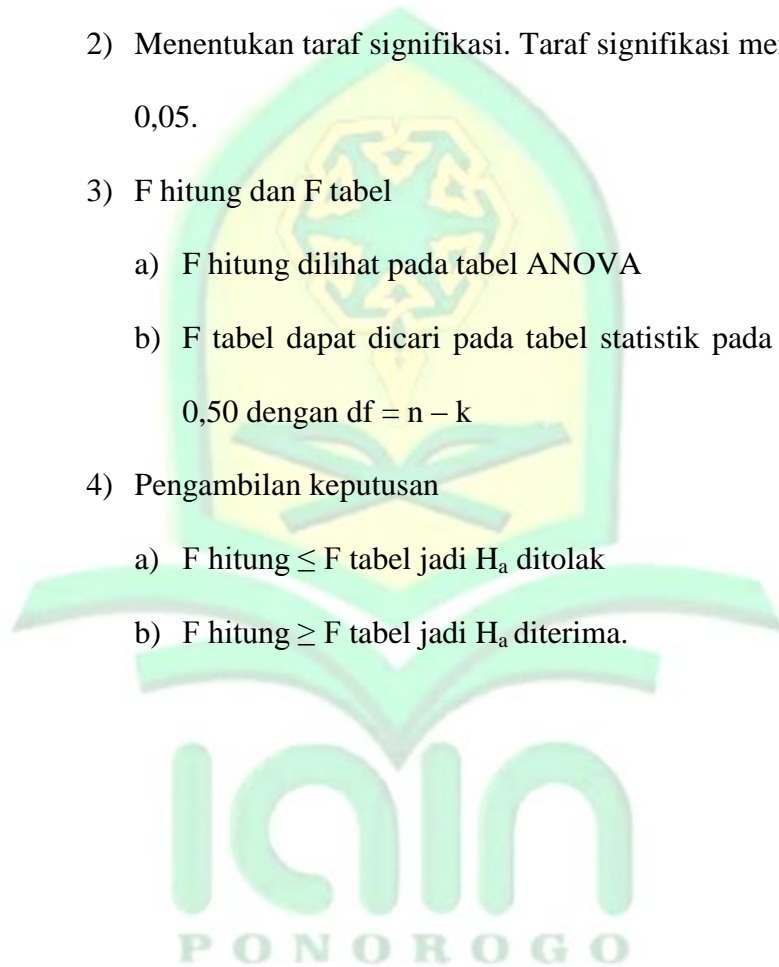 2) Menentukan taraf signifikasi. Taraf signifikasi
0,05.
3) F hitung dan F tabel
a) F hitung dilihat pada tabel ANOVA
b) F tabel dapat dicari pada tabel statistik pada
0,50 dengan df = n – k
4) Pengambilan keputusan
a) F hitung ≤ F tabel jadi Hₐ ditolak
b) F hitung ≥ F tabel jadi Hₐ diterima.
IAIN
PONOROGO